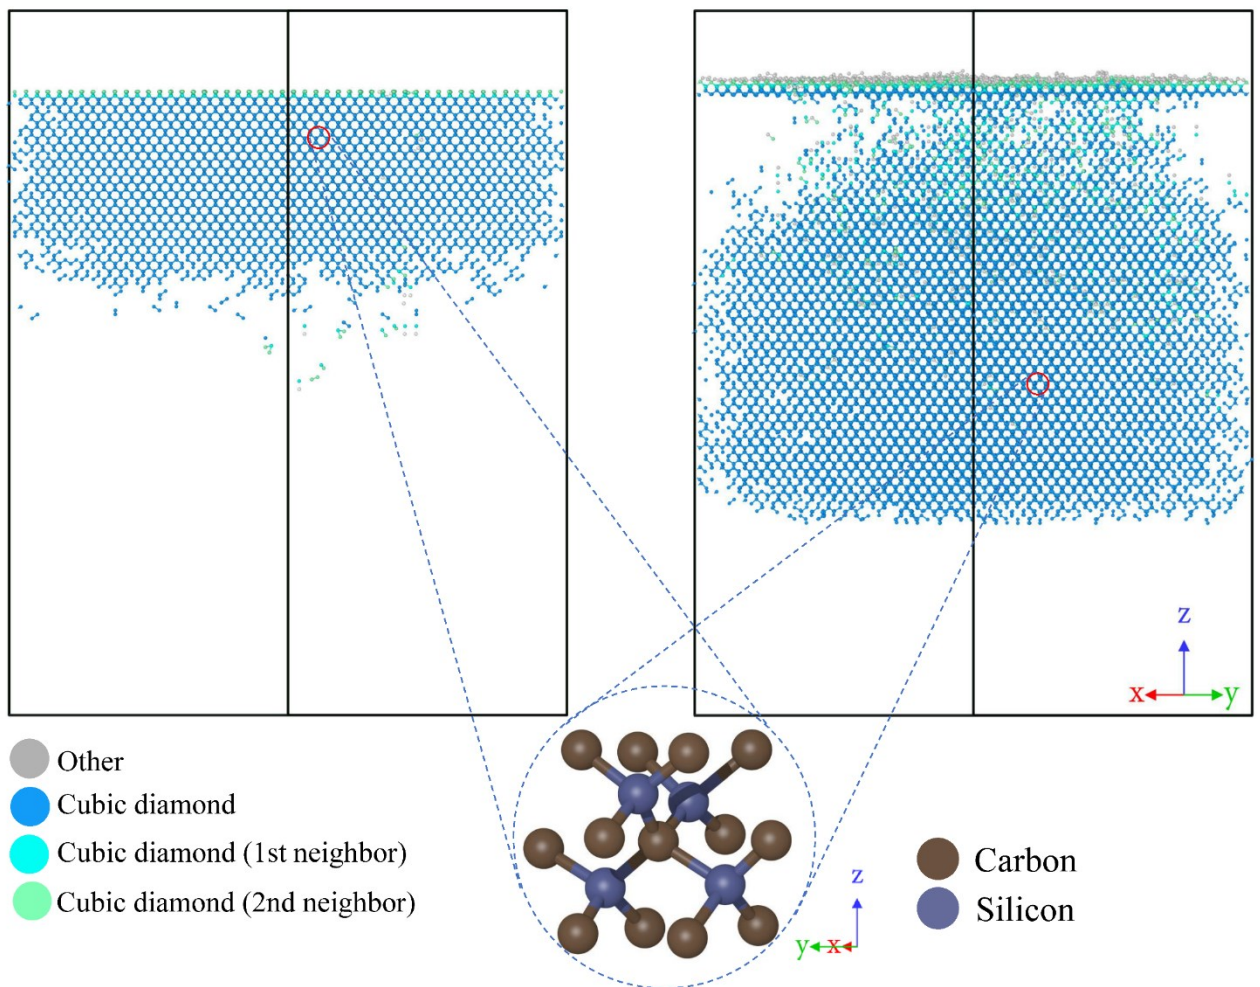 z
x
y
Other
Cubic diamond
Cubic diamond (1st neighbor)
Cubic diamond (2nd neighbor)
z
y
x
Carbon
Silicon